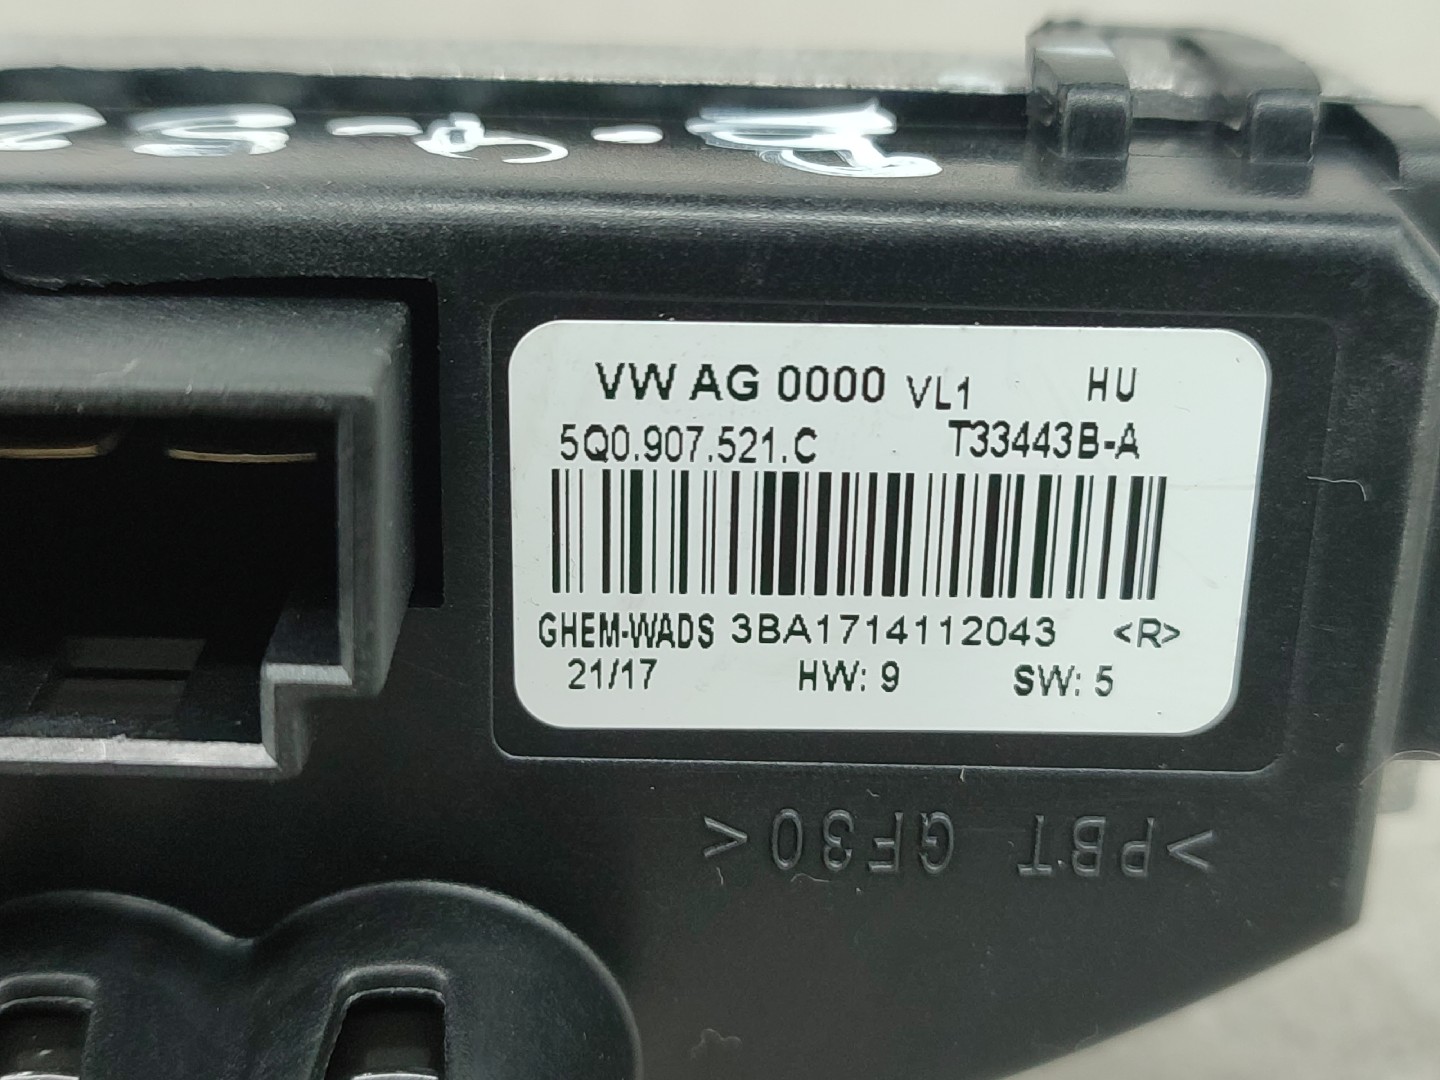 VW AG 0000 VL1 HU
5Q0.907.521.C T33443B-A
GHEM-WADS 3BA1714112043 <R>
21/17 HW: 9 SW: 5
>PBT GF30<